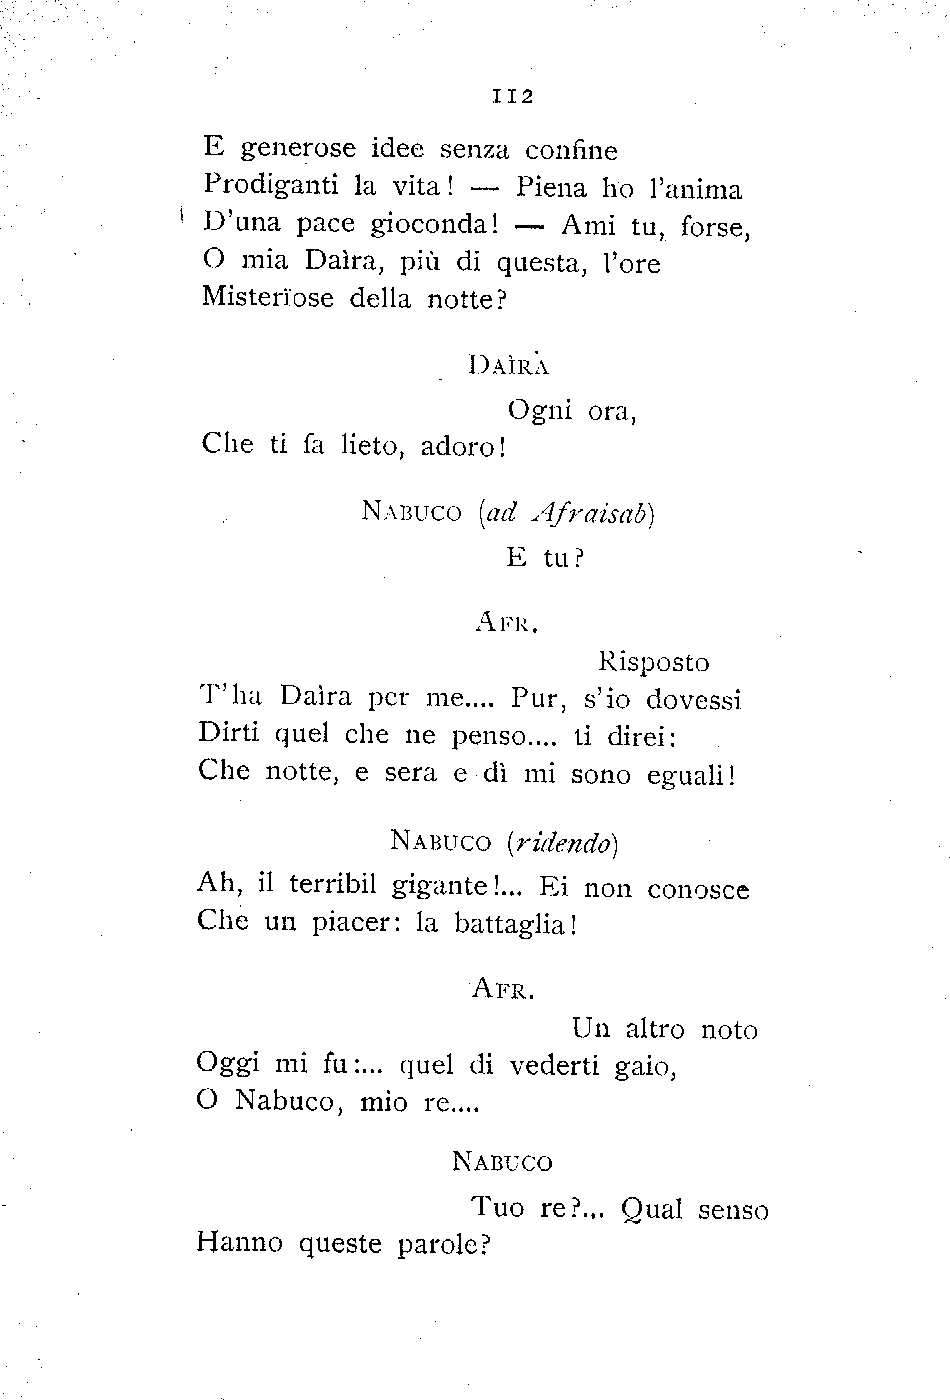 112
E generose idee senza confine
Prodiganti la vita! — Piena ho l'anima
D'una pace gioconda! — Ami tu, forse,
O mia Daìra, più di questa, l'ore
Misterïose della notte?
DAÌRA
Ogni ora,
Che ti fa lieto, adoro!
NABUCO (ad Afraisab)
E tu?
AFR.
Risposto
T'ha Daìra per me.... Pur, s'io dovessi
Dirti quel che ne penso.... ti direi:
Che notte, e sera e dì mi sono eguali!
NABUCO (ridendo)
Ah, il terribil gigante!... Ei non conosce
Che un piacer: la battaglia!
AFR.
Un altro noto
Oggi mi fu:... quel di vederti gaio,
O Nabuco, mio re....
NABUCO
Tuo re?... Qual senso
Hanno queste parole?